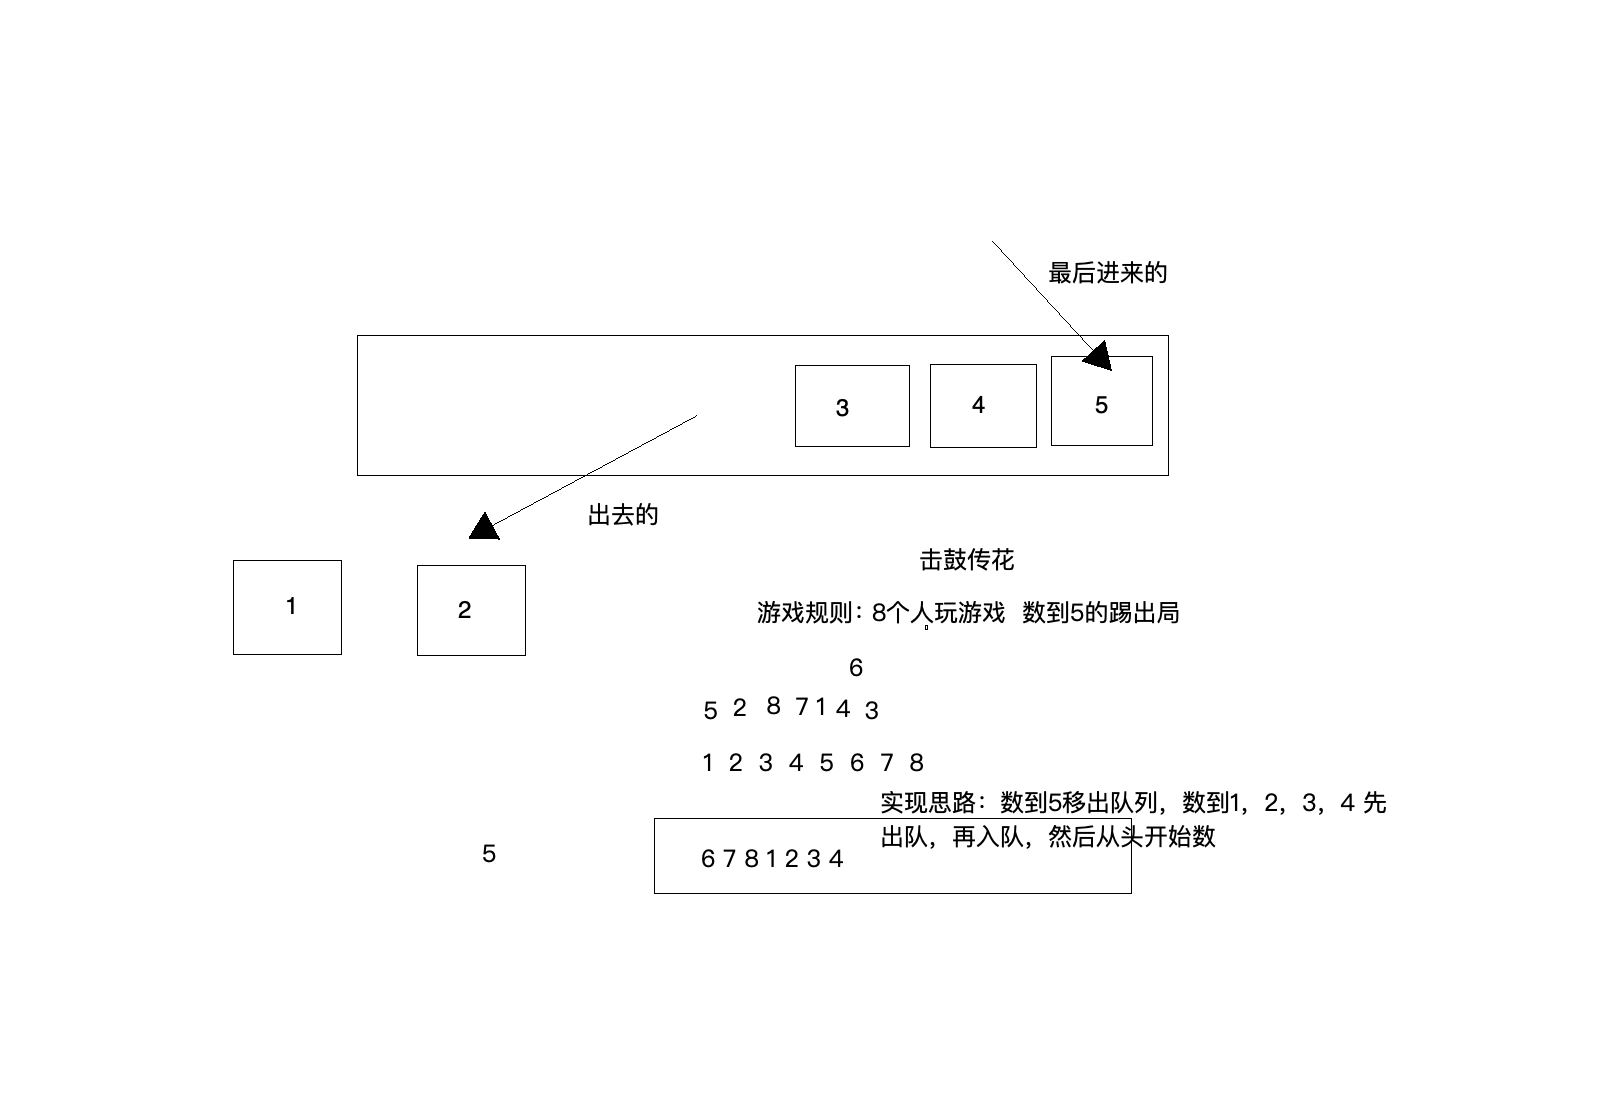 最后进来的
3 4 5
出去的
1 2
击鼓传花
游戏规则：8个人玩游戏 数到5的踢出局
6
5 2 8 7 1 4 3
1 2 3 4 5 6 7 8
实现思路：数到5移出队列，数到1，2，3，4 先
出队，再入队，然后从头开始数
5
6 7 8 1 2 3 4